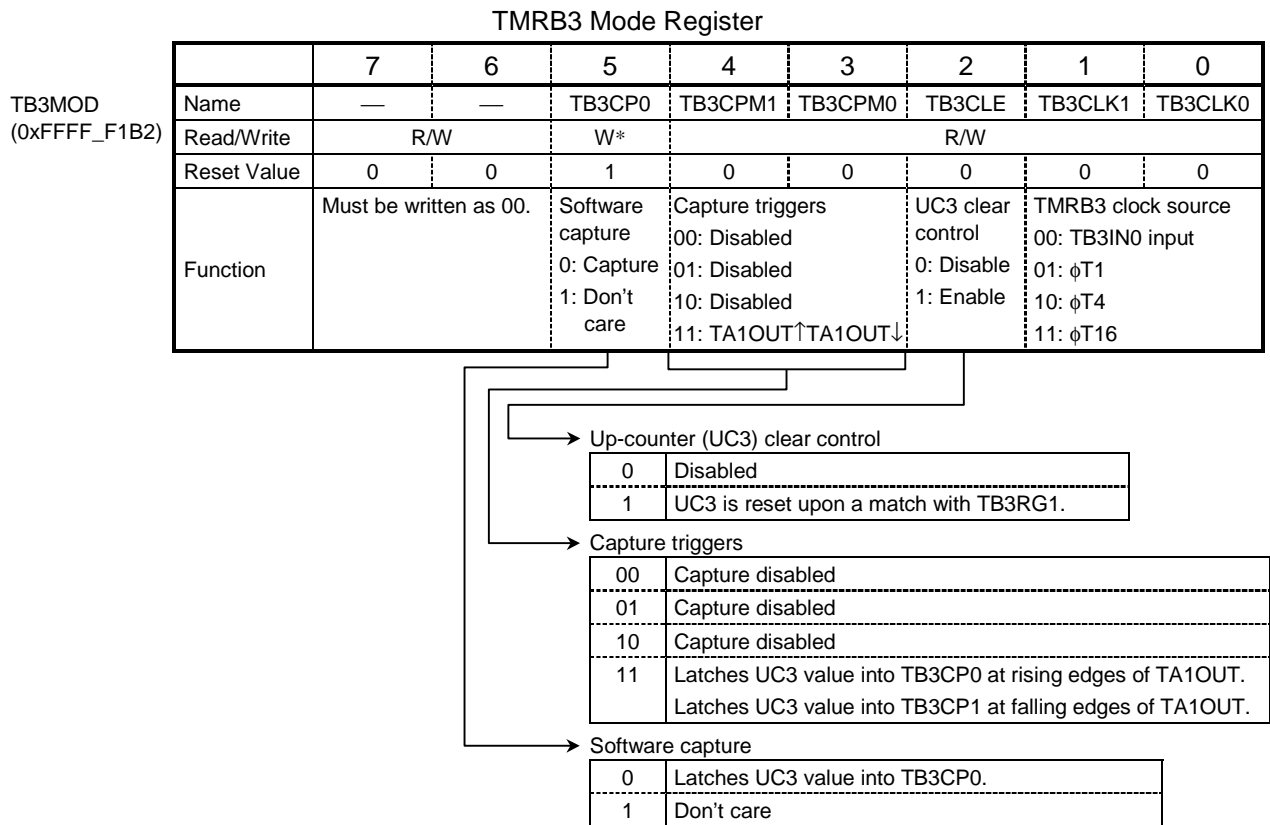 TMRB3 Mode Register
7 6 5 4 3 2 1 0
TB3MOD
(0xFFFF_F1B2)
Name — — TB3CP0 TB3CPM1 TB3CPM0 TB3CLE TB3CLK1 TB3CLK0
Read/Write R/W W* R/W
Reset Value 0 0 1 0 0 0 0 0
Function
Must be written as 00.
Software
capture
0: Capture
1: Don't
care
Capture triggers
00: Disabled
01: Disabled
10: Disabled
11: TA1OUT↑TA1OUT↓
UC3 clear
control
0: Disable
1: Enable
TMRB3 clock source
00: TB3IN0 input
01: ϕT1
10: ϕT4
11: ϕT16
Up-counter (UC3) clear control
0 Disabled
1 UC3 is reset upon a match with TB3RG1.
Capture triggers
00 Capture disabled
01 Capture disabled
10 Capture disabled
11 Latches UC3 value into TB3CP0 at rising edges of TA1OUT.
Latches UC3 value into TB3CP1 at falling edges of TA1OUT.
Software capture
0 Latches UC3 value into TB3CP0.
1 Don't care